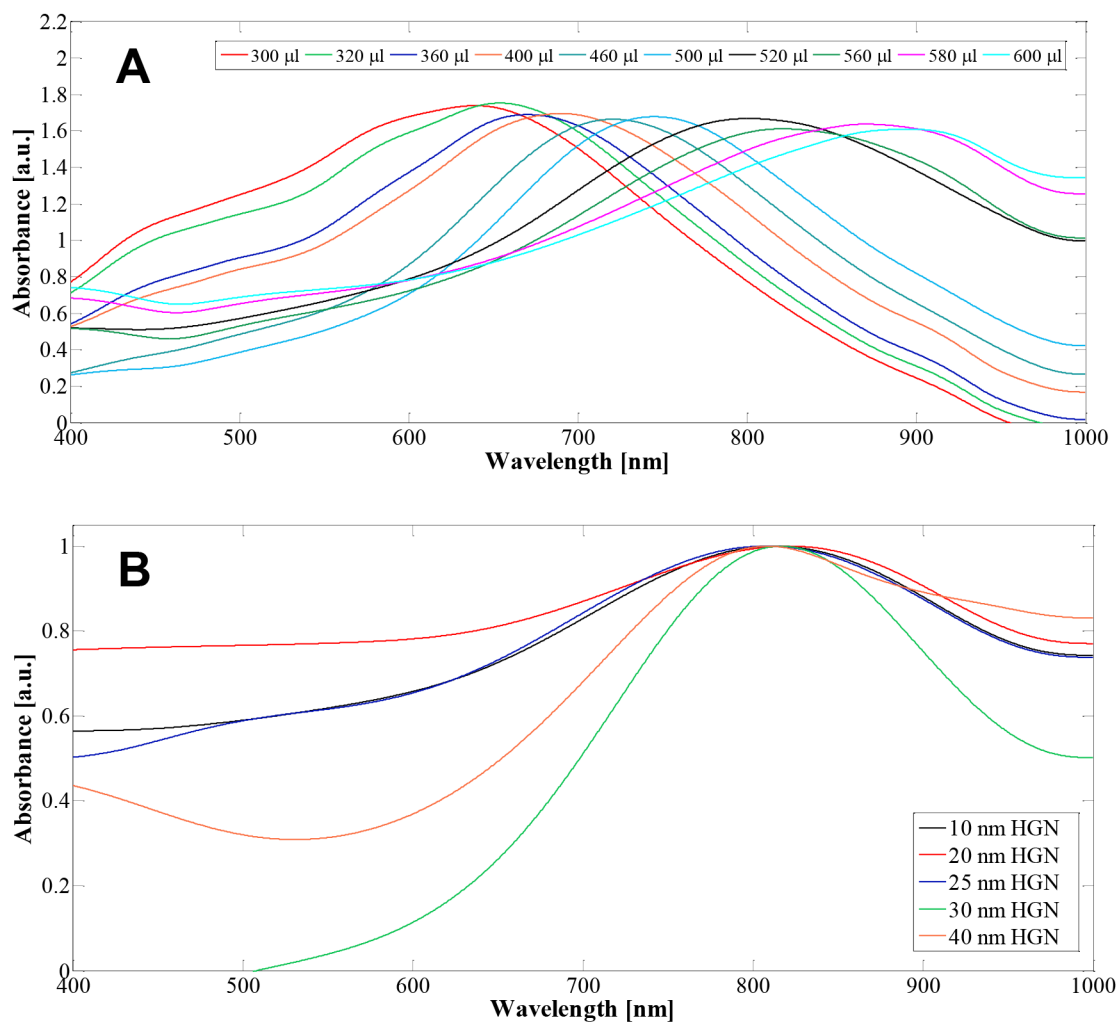 A
300 µl 320 µl 360 µl 400 µl 460 µl 500 µl 520 µl 560 µl 580 µl 600 µl
2.2
2
1.8
1.6
1.4
1.2
1
0.8
0.6
0.4
0.2
0
Absorbance [a.u.]
400 500 600 700 800 900 1000
Wavelength [nm]
B
1
0.8
0.6
0.4
0.2
0
Absorbance [a.u.]
10 nm HGN
20 nm HGN
25 nm HGN
30 nm HGN
40 nm HGN
400 500 600 700 800 900 1000
Wavelength [nm]